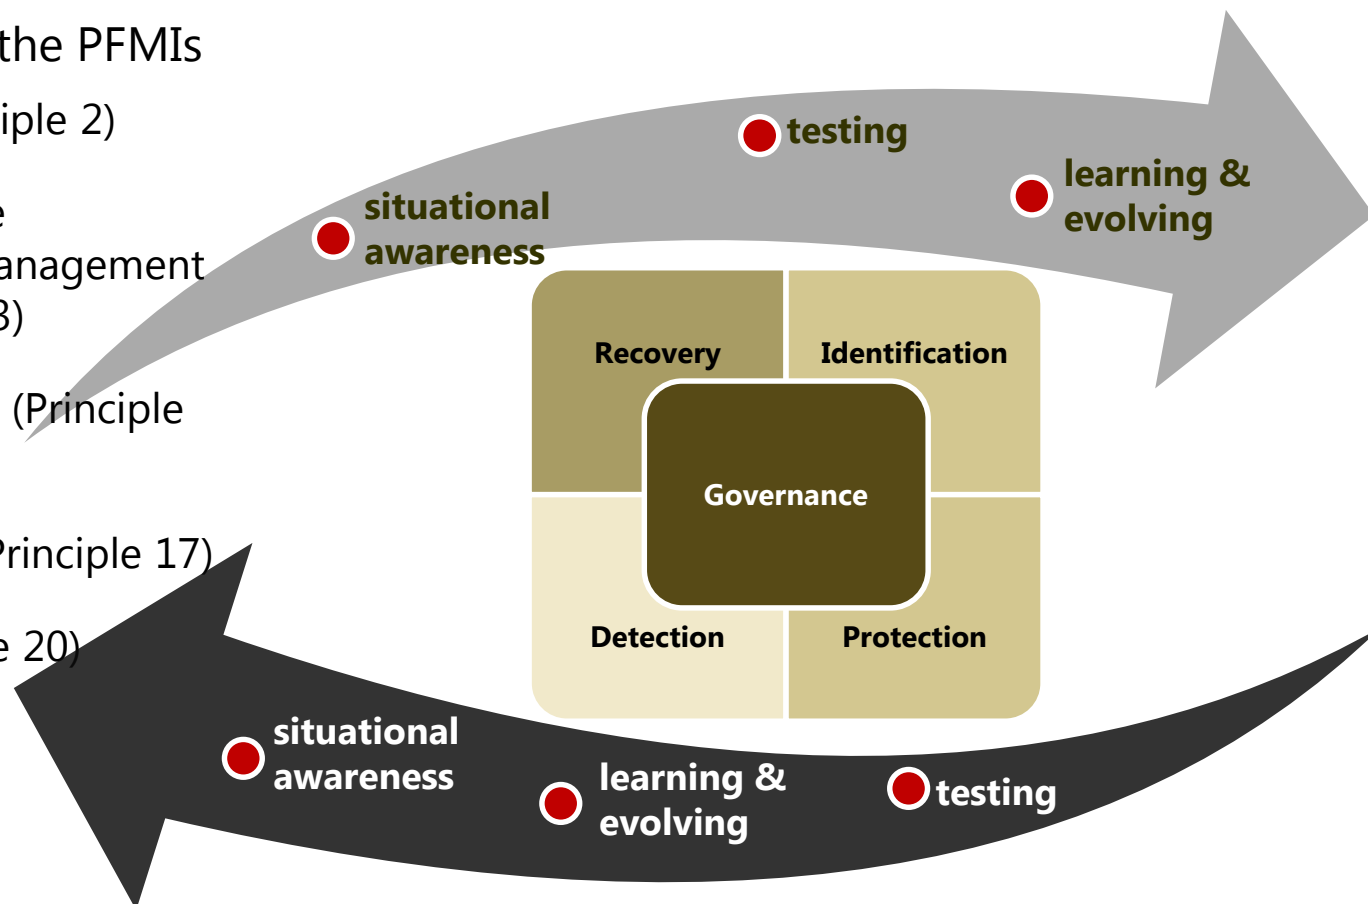 the PFMIs
iple 2)
e
anagement
3)
(Principle
Principle 17)
e 20)
testing
learning &
evolving
situational
awareness
Recovery
Identification
Governance
Detection
Protection
situational
awareness
learning &
evolving
testing